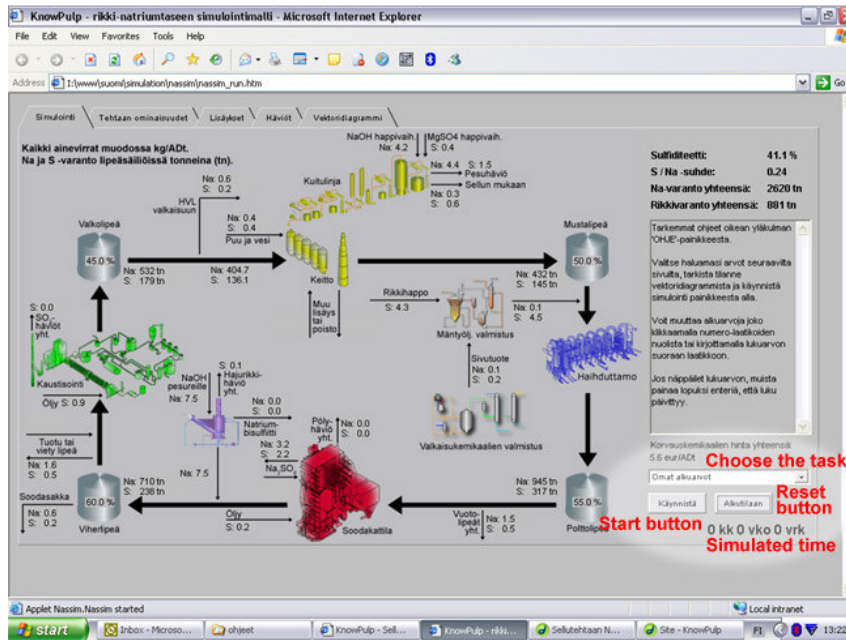 KnowPulp - rikki-natriumtaseen simulointimalli - Microsoft Internet Explorer
File Edit View Favorites Tools Help
Address I:\www\suomi\simulation\nassim\nassim_run.htm Go
Simulointi Tehtaan ominaisuudet Lisäykset Häviöt Vektoridiagrammi
Kaikki ainevirrat muodossa kg/ADt.
Na ja S -varanto lipeäsäiliöissä tonneina (tn).
NaOH happivaih. MgSO4 happivaih.
Na: 4.2 S: 0.4
Kuitulinja
Na: 4.4 S: 1.5
Pesuhäviö
Sellun mukaan
Na: 0.3
S: 0.6
Na: 0.6
S: 0.2
HVL
valkaisuun
Na: 0.4
S: 0.4
Puu ja vesi
Valkolipeä
45.0 %
Na: 532 tn
S: 179 tn
Na: 404.7
S: 136.1
Keitto
Muu
lisäys
tai
poisto
Mustalipeä
50.0 %
Na: 432 tn
S: 145 tn
Rikkihappo
S: 4.3
Na: 0.1
S: 4.5
Mäntyölj. valmistus
Sivutuote
Na: 0.1
S: 0.2
Valkaisukemikaalien valmistus
Haihduttamo
S: 0.0
SO2-
häviöt
yht.
Kaustisointi
Öljy S: 0.9
NaOH
pesureille
Na: 7.5
S: 0.1
Hajurikki-
häviö
yht.
Na: 0.0
S: 0.0
Natrium-
bisulfiitti
Na: 3.2
S: 2.2
Na2SO4
Pöly-
häviö
yht.
Na: 0.0
S: 0.0
Tuotu tai
viety lipeä
Na: 1.6
S: 0.5
Soodasakka
Na: 0.6
S: 0.2
Na: 710 tn
S: 238 tn
60.0 %
Viherlipeä
Na: 7.5
Öljy
S: 0.2
Soodakattila
Vuoto-
lipeät
yht.
Na: 1.5
S: 0.5
Na: 945 tn
S: 317 tn
55.0 %
Polttolipeä
Sulfiditeetti: 41.1 %
S / Na -suhde: 0.24
Na-varanto yhteensä: 2620 tn
Rikkivaranto yhteensä: 881 tn
Tarkemmat ohjeet oikean yläkulman
"OHJE"-painikkeesta.
Valitse haluamasi arvot seuraavilta
sivuilta, tarkista tilanne
vektoridiagrammista ja käynnistä
simulointi painikkeesta alla.
Voit muuttaa alkuarvoja joko
klikkaamalla numero-laatikoiden
nuolista tai kirjoittamalla lukuarvon
suoraan laatikkoon.
Jos näppäilet lukuarvon, muista
painaa lopuksi enteriä, että luku
päivittyy.
Korvauskemikaalien hinta yhteensä:
5.6 eur/ADt
Choose the task
Omat alkuarvot
Käynnistä Alkutilaan
Reset
button
Start button
0 kk 0 vko 0 vrk
Simulated time
Applet Nassim.Nassim started Local intranet
start Inbox - Microso... ohjeet KnowPulp - Sell... KnowPulp - rikki... Sellutehtaan N... Site - KnowPulp FI 13:22